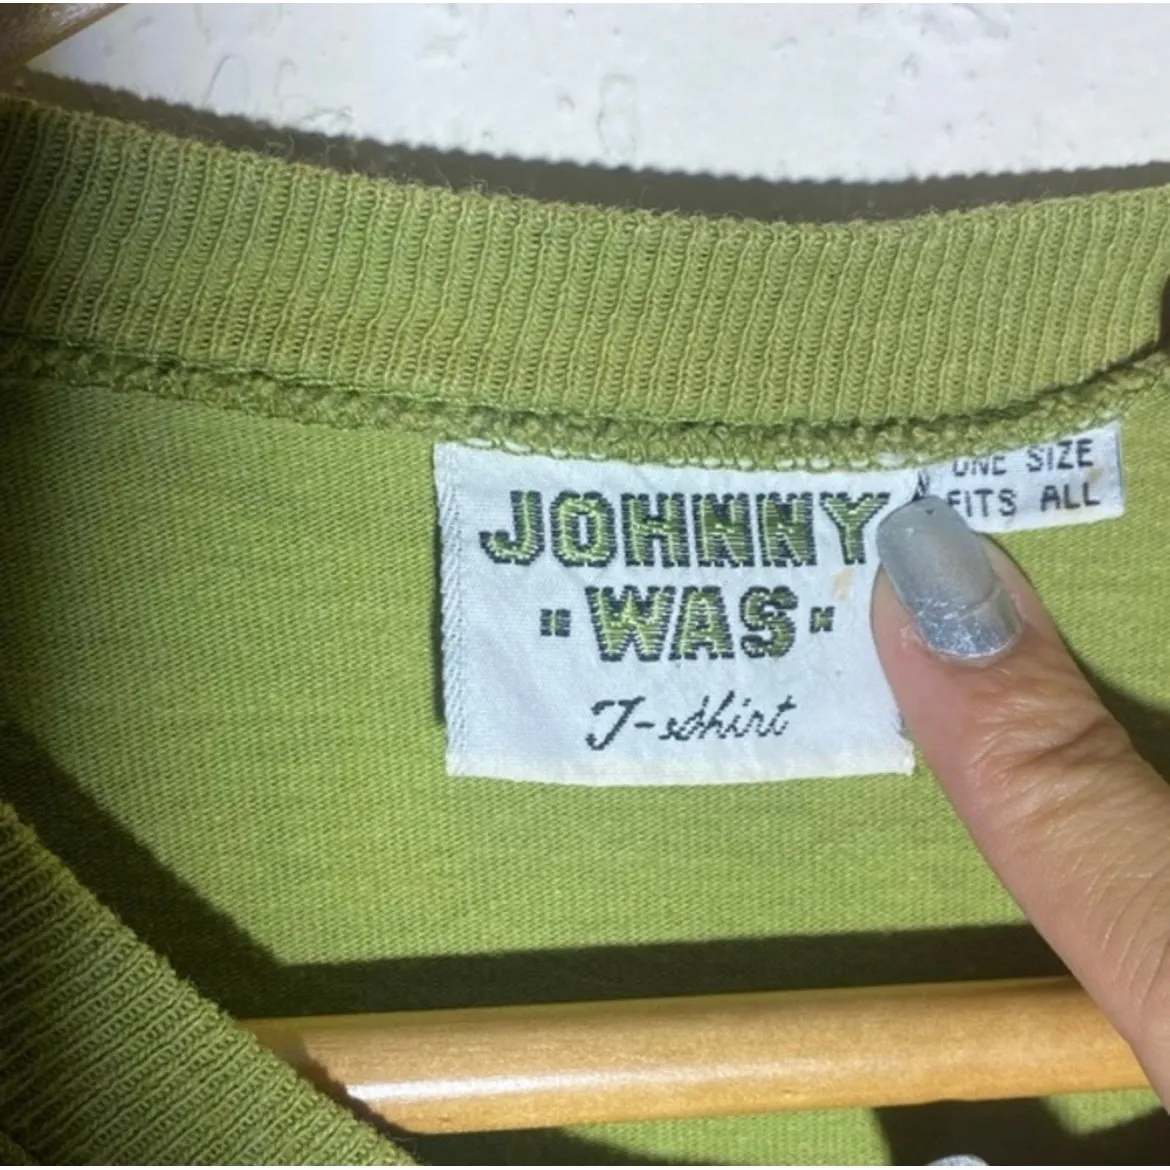 JOHNNY
"WAS"
T-shirt
ONE SIZE
FITS ALL